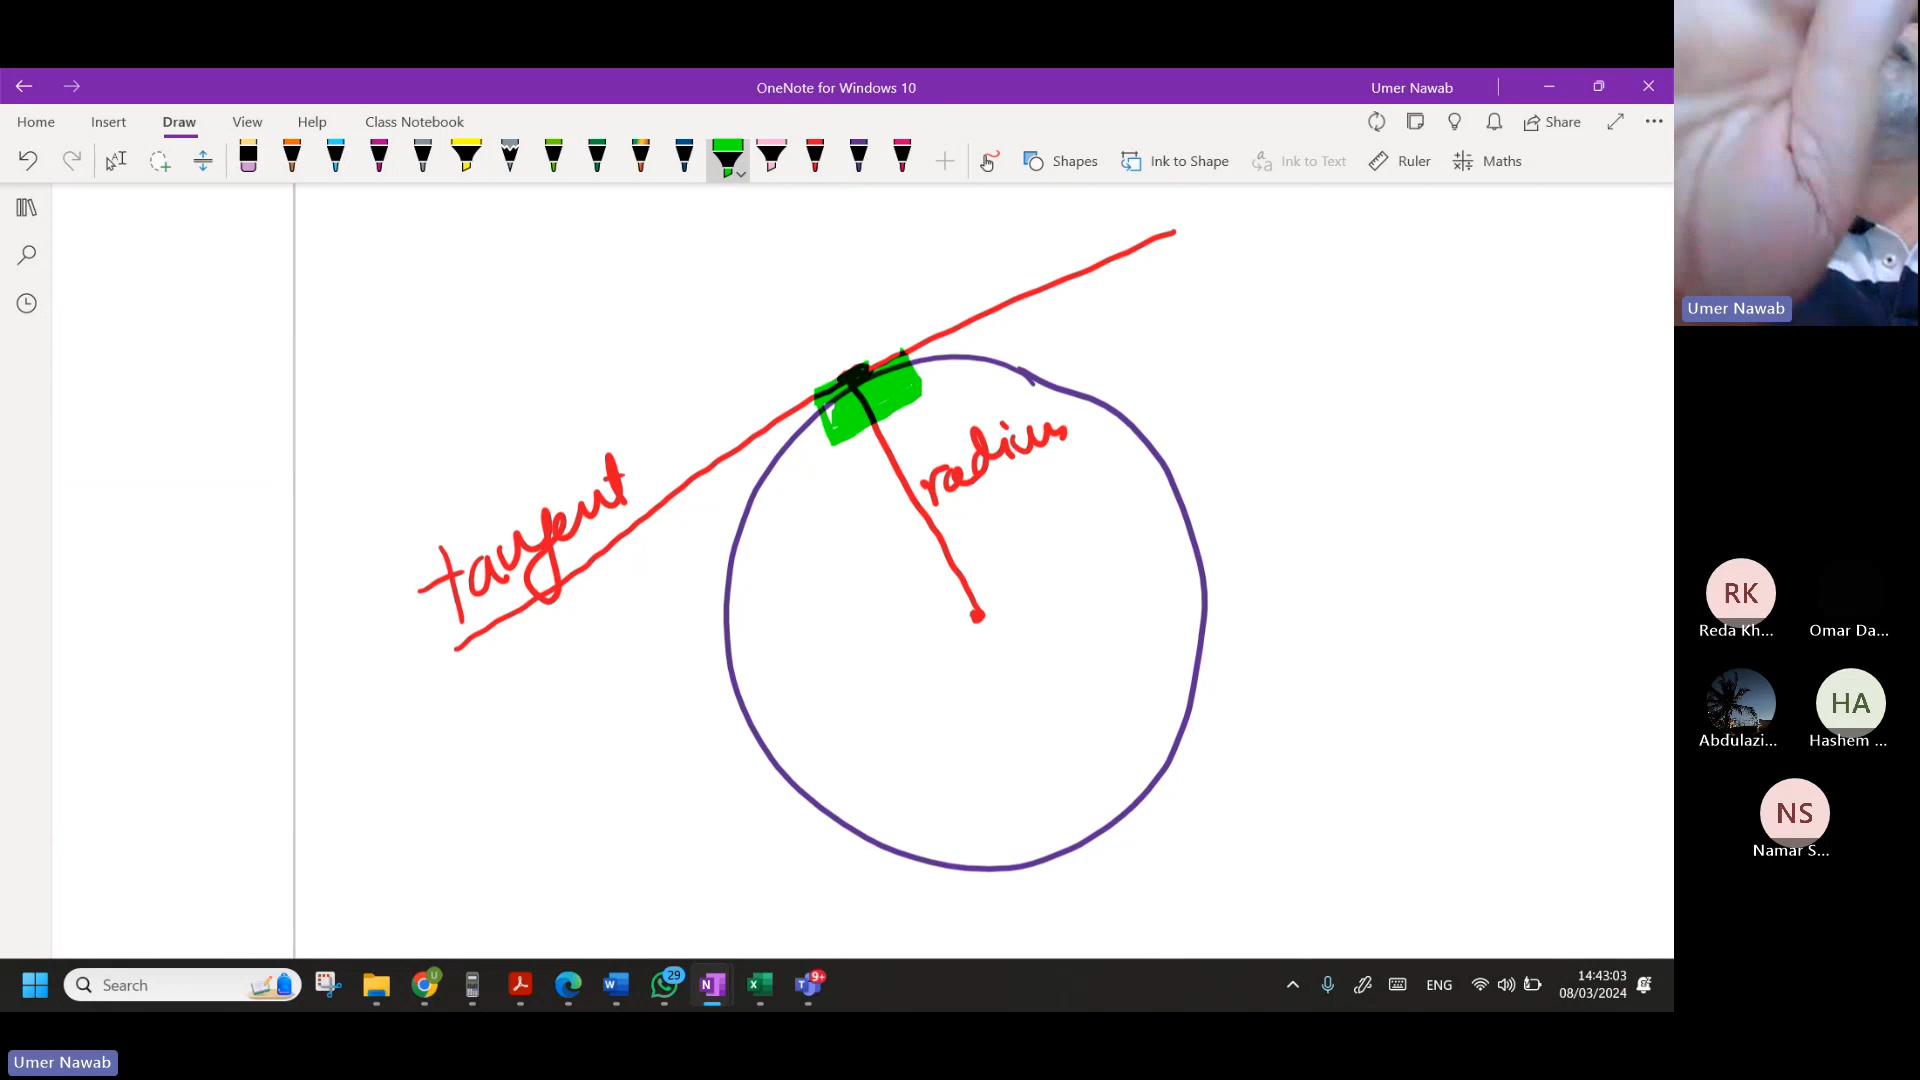 OneNote for Windows 10
Umer Nawab
Home Insert Draw View Help Class Notebook
Share
Shapes Ink to Shape Ink to Text Ruler Maths
Umer Nawab
radius
tangent
RK
Reda Kh...
Omar Da...
Abdulazi...
HA
Hashem ...
NS
Namar S...
Search
U
29
9+
ENG
14:43:03
08/03/2024
Umer Nawab